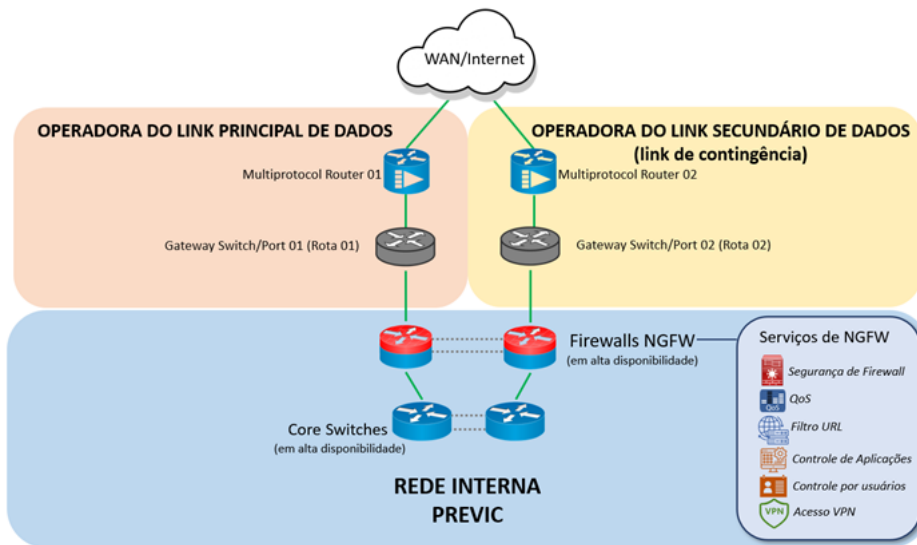 WAN/Internet
OPERADORA DO LINK PRINCIPAL DE DADOS
OPERADORA DO LINK SECUNDÁRIO DE DADOS
(link de contingência)
Multiprotocol Router 01
Multiprotocol Router 02
Gateway Switch/Port 01 (Rota 01)
Gateway Switch/Port 02 (Rota 02)
Firewalls NGFW
(em alta disponibilidade)
Serviços de NGFW
Segurança de Firewall
QoS
QoS
Filtro URL
Controle de Aplicações
Controle por usuários
VPN
Acesso VPN
Core Switches
(em alta disponibilidade)
REDE INTERNA
PREVIC